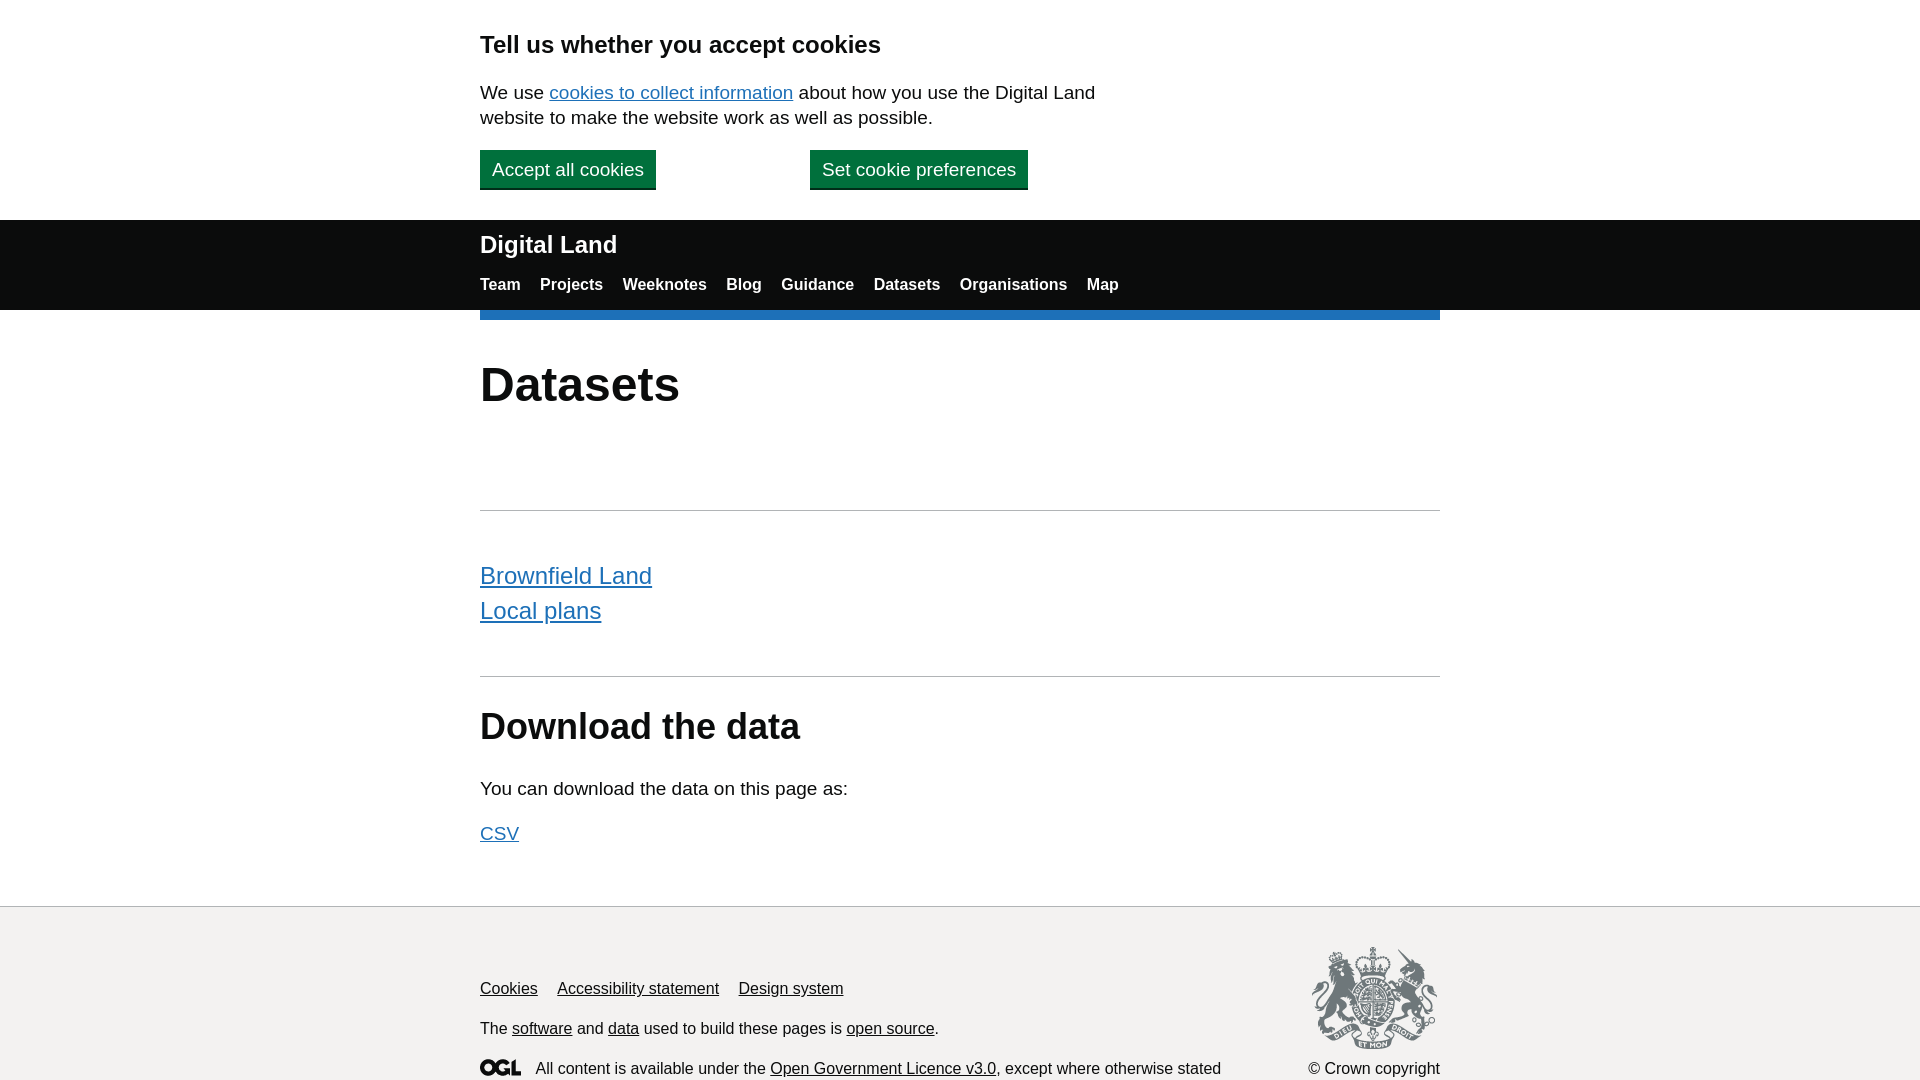 Tell us whether you accept cookies
We use cookies to collect information about how you use the Digital Land
website to make the website work as well as possible.
Accept all cookies
Set cookie preferences
Digital Land
Team Projects Weeknotes Blog Guidance Datasets Organisations Map
Datasets
Brownfield Land
Local plans
Download the data
You can download the data on this page as:
CSV
Cookies Accessibility statement Design system
The software and data used to build these pages is open source.
OGL All content is available under the Open Government Licence v3.0, except where otherwise stated
DIEU ET MON DROIT
© Crown copyright